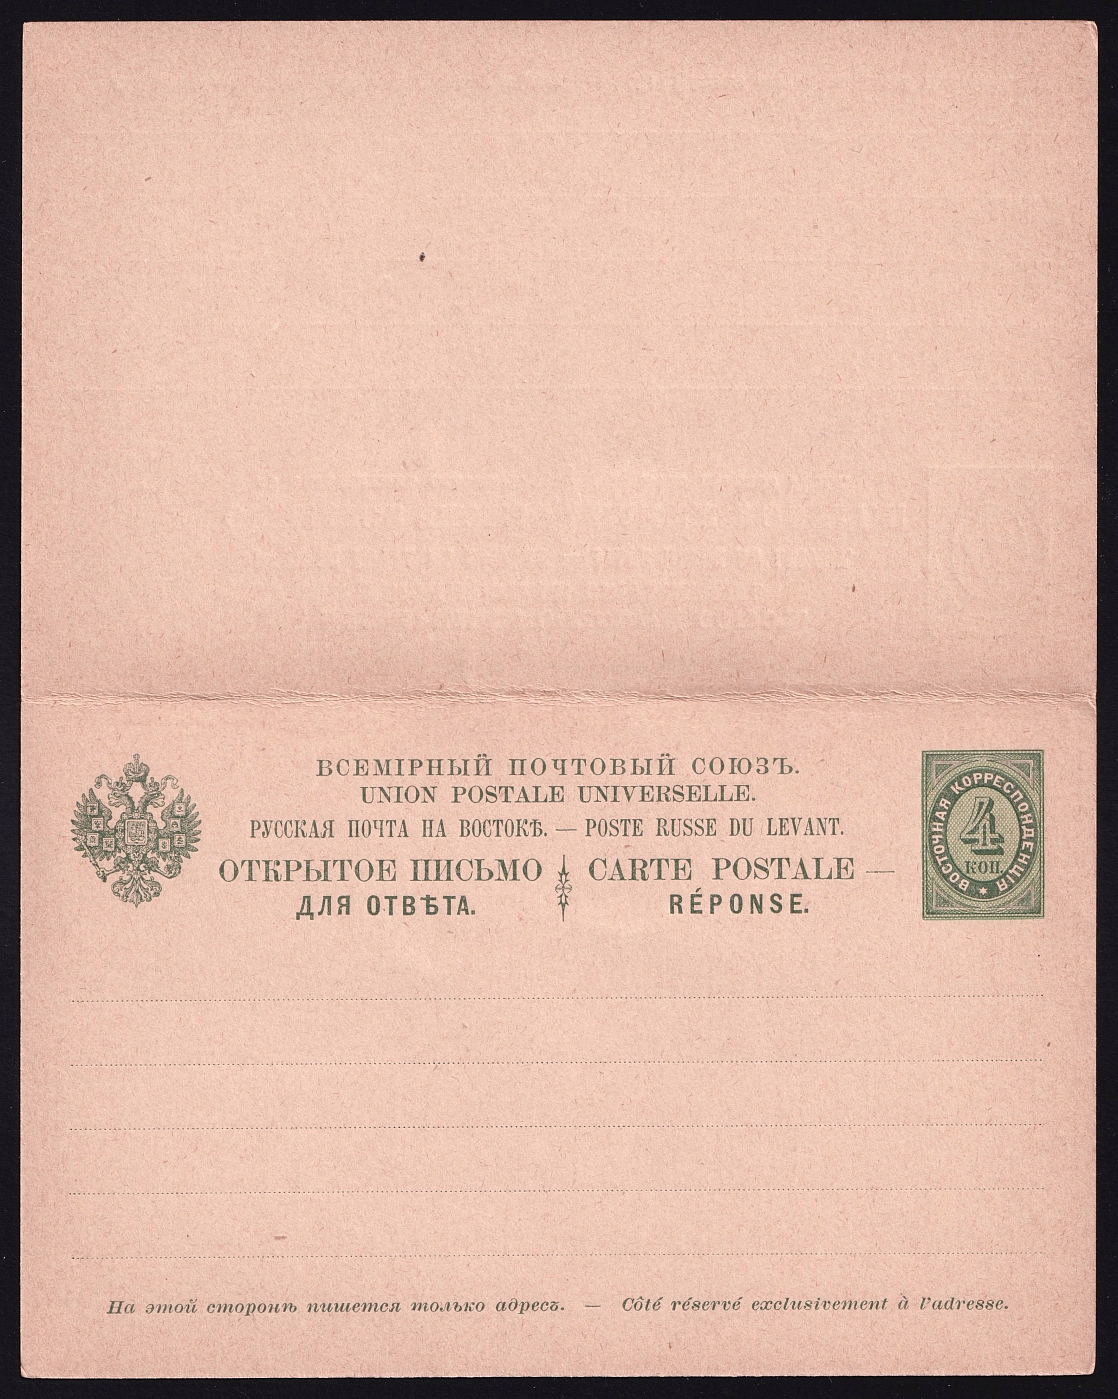 ВСЕМІРНЫЙ ПОЧТОВЫЙ СОЮЗЪ.
UNION POSTALE UNIVERSELLE.
РУССКАЯ ПОЧТА НА ВОСТОКѢ. — POSTE RUSSE DU LEVANT.
ОТКРЫТОЕ ПИСЬМО CARTE POSTALE —
ДЛЯ ОТВѢТА. RÉPONSE.
ВОСТОЧНАЯ КОРРЕСПОНДЕНЦІЯ
4
КОП.
На этой сторонѣ пишется только адресъ. — Côté réservé exclusivement à l'adresse.